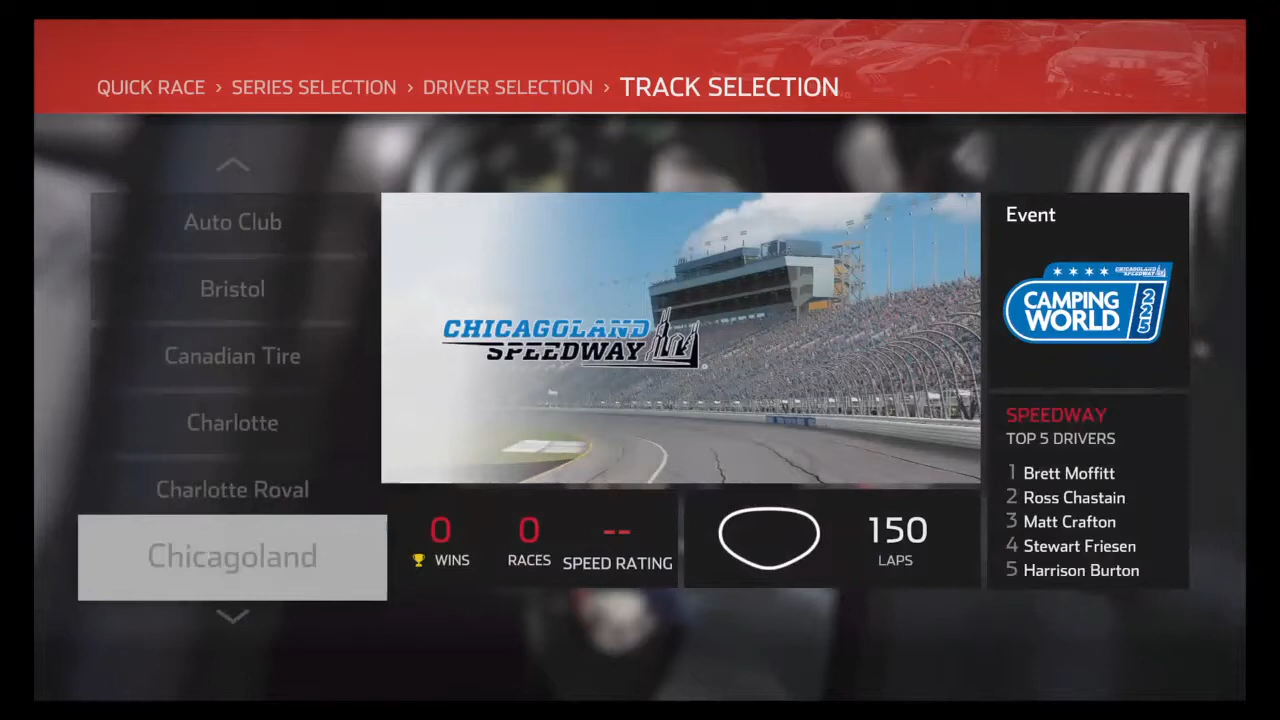 QUICK RACE › SERIES SELECTION › DRIVER SELECTION › TRACK SELECTION
Auto Club
Bristol
Canadian Tire
Charlotte
Charlotte Roval
Chicagoland
CHICAGOLAND
SPEEDWAY
0
WINS
0
RACES
--
SPEED RATING
150
LAPS
Event
CHICAGOLAND
SPEEDWAY
CAMPING
WORLD
225
SPEEDWAY
TOP 5 DRIVERS
1 Brett Moffitt
2 Ross Chastain
3 Matt Crafton
4 Stewart Friesen
5 Harrison Burton